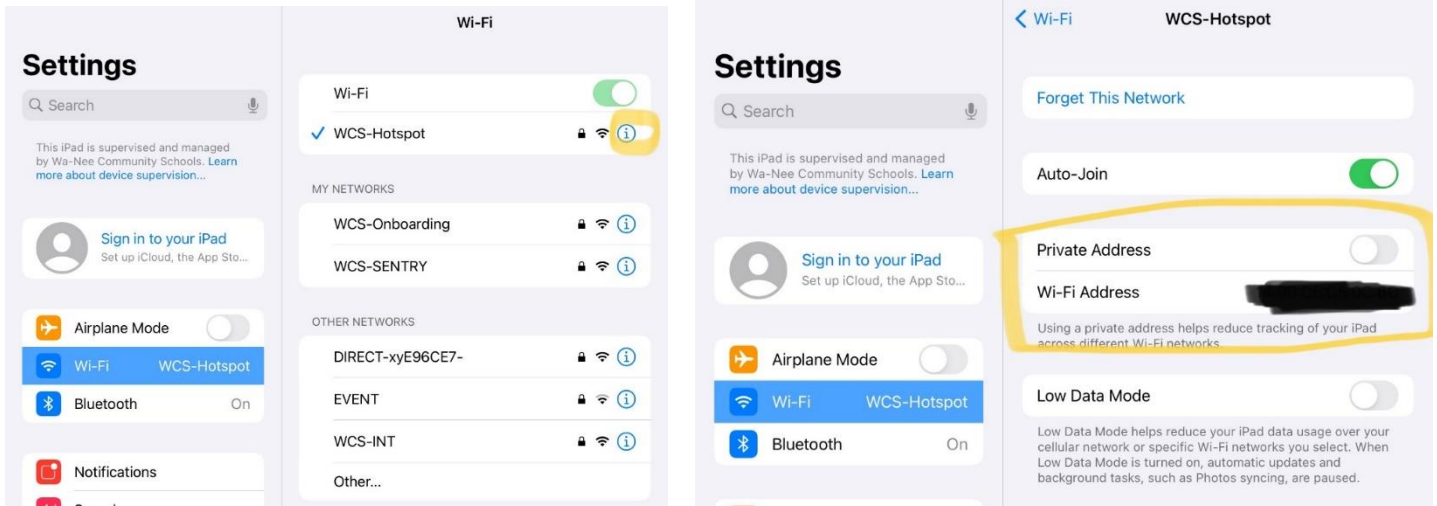 Wi-Fi
Settings
Search
This iPad is supervised and managed
by Wa-Nee Community Schools. Learn
more about device supervision...
Sign in to your iPad
Set up iCloud, the App Sto...
Airplane Mode
Wi-Fi WCS-Hotspot
Bluetooth On
Notifications
Wi-Fi
WCS-Hotspot
MY NETWORKS
WCS-Onboarding
WCS-SENTRY
OTHER NETWORKS
DIRECT-xyE96CE7-
EVENT
WCS-INT
Other...
Wi-Fi WCS-Hotspot
Settings
Search
This iPad is supervised and managed
by Wa-Nee Community Schools. Learn
more about device supervision...
Sign in to your iPad
Set up iCloud, the App Sto...
Airplane Mode
Wi-Fi WCS-Hotspot
Bluetooth On
Forget This Network
Auto-Join
Private Address
Wi-Fi Address
Using a private address helps reduce tracking of your iPad
across different Wi-Fi networks.
Low Data Mode
Low Data Mode helps reduce your iPad data usage over your
cellular network or specific Wi-Fi networks you select. When
Low Data Mode is turned on, automatic updates and
background tasks, such as Photos syncing, are paused.